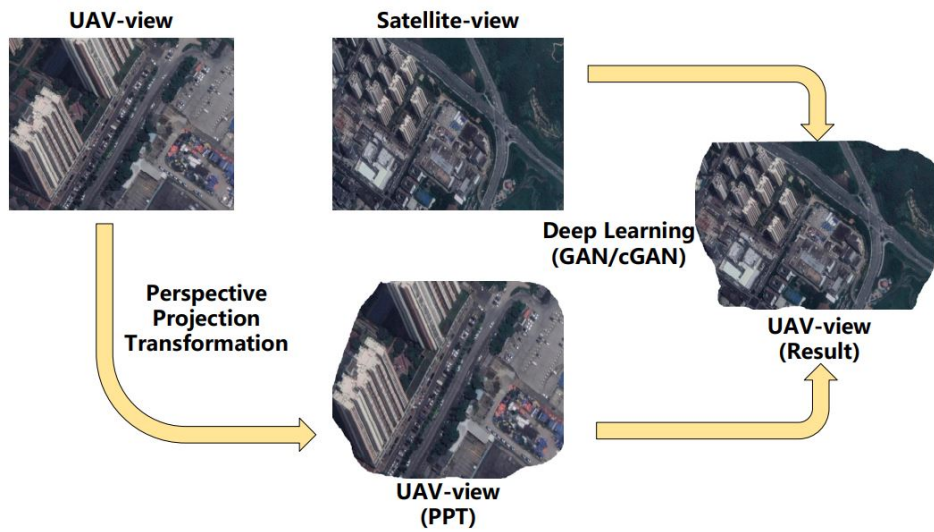 UAV-view
Satellite-view
Perspective
Projection
Transformation
Deep Learning
(GAN/cGAN)
UAV-view
(Result)
UAV-view
(PPT)